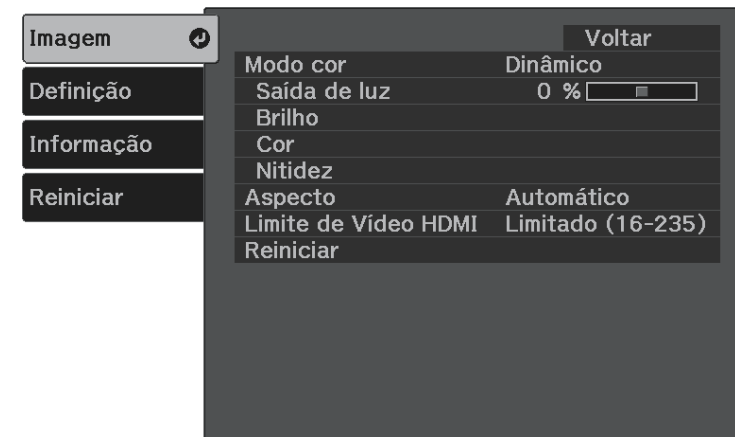 Imagem
Definição
Informação
Reiniciar
Voltar
Modo cor Dinâmico
Saída de luz 0 %
Brilho
Cor
Nitidez
Aspecto Automático
Limite de Vídeo HDMI Limitado (16-235)
Reiniciar